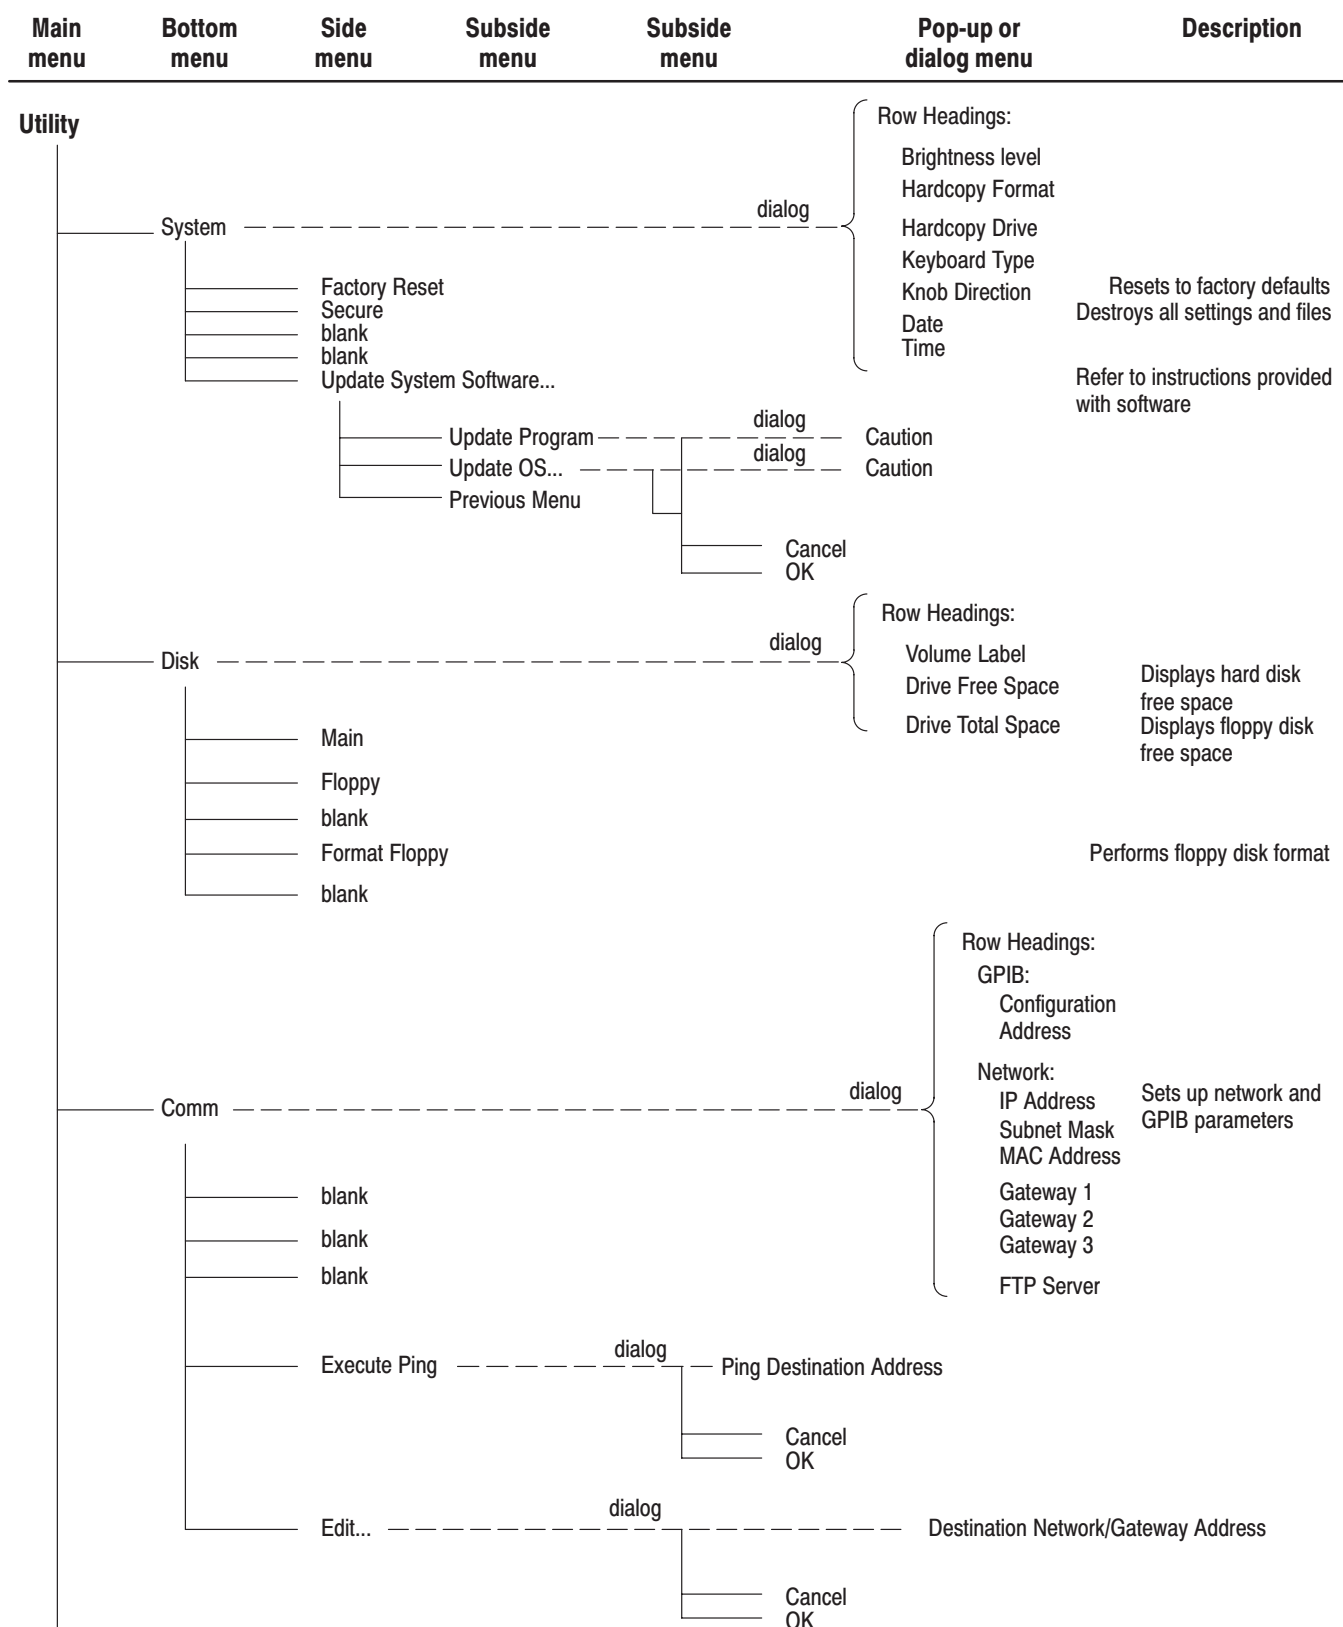 Main menu
Bottom menu
Side menu
Subside menu
Subside menu
Pop-up or dialog menu
Description
Utility
System
dialog
Row Headings:
Brightness level
Hardcopy Format
Hardcopy Drive
Keyboard Type
Knob Direction
Date
Time
Factory Reset
Resets to factory defaults
Secure
Destroys all settings and files
blank
blank
Update System Software...
Refer to instructions provided
with software
Update Program
dialog
Caution
Update OS...
dialog
Caution
Previous Menu
Cancel
OK
Disk
dialog
Row Headings:
Volume Label
Drive Free Space
Drive Total Space
Displays hard disk
free space
Displays floppy disk
free space
Main
Floppy
blank
Format Floppy
Performs floppy disk format
blank
Comm
dialog
Row Headings:
GPIB:
Configuration
Address
Network:
IP Address
Subnet Mask
MAC Address
Gateway 1
Gateway 2
Gateway 3
FTP Server
Sets up network and
GPIB parameters
blank
blank
blank
Execute Ping
dialog
Ping Destination Address
Cancel
OK
Edit...
dialog
Destination Network/Gateway Address
Cancel
OK